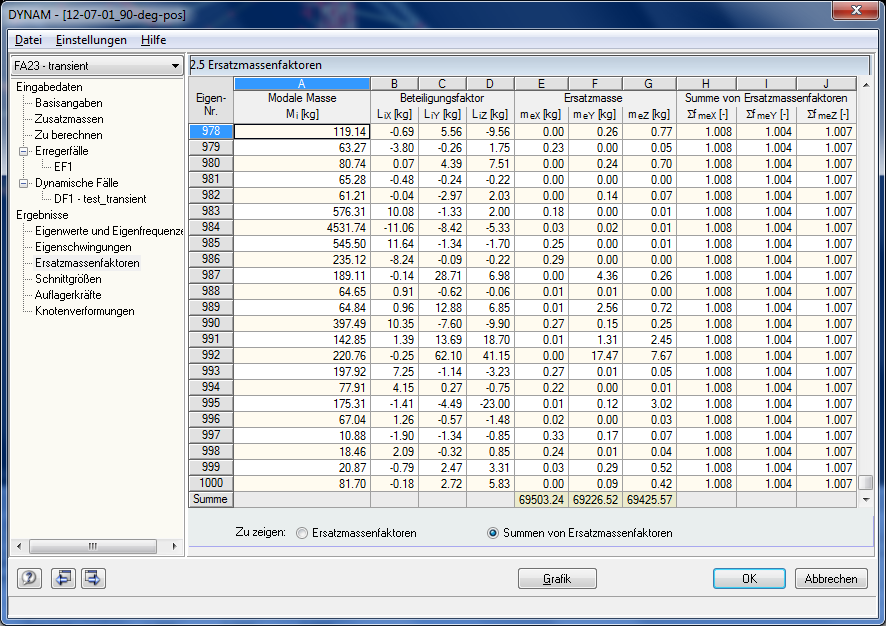 DYNAM - [12-07-01_90-deg-pos]
Datei Einstellungen Hilfe
FA23 - transient
Eingabedaten
Basisangaben
Zusatzmassen
Zu berechnen
Erregerfälle
EF1
Dynamische Fälle
DF1 - test_transient
Ergebnisse
Eigenwerte und Eigenfrequenze
Eigenschwingungen
Ersatzmassenfaktoren
Schnittgrößen
Auflagerkräfte
Knotenverformungen
2.5 Ersatzmassenfaktoren
A B C D E F G H I J
Eigen- Modale Masse Beteiligungsfaktor Ersatzmasse Summe von Ersatzmassenfaktoren
Nr. Mi [kg] LiX [kg] LiY [kg] LiZ [kg] meX [kg] meY [kg] meZ [kg] Σf meX [-] Σf meY [-] Σf meZ [-]
978 119.14 -0.69 5.56 -9.56 0.00 0.26 0.77 1.008 1.004 1.007
979 63.27 -3.80 -0.26 1.75 0.23 0.00 0.05 1.008 1.004 1.007
980 80.74 0.07 4.39 7.51 0.00 0.24 0.70 1.008 1.004 1.007
981 65.28 -0.48 -0.24 -0.22 0.00 0.00 0.00 1.008 1.004 1.007
982 61.21 -0.04 -2.97 2.03 0.00 0.14 0.07 1.008 1.004 1.007
983 576.31 10.08 -1.33 2.00 0.18 0.00 0.01 1.008 1.004 1.007
984 4531.74 -11.06 -8.42 -5.33 0.03 0.02 0.01 1.008 1.004 1.007
985 545.50 11.64 -1.34 -1.70 0.25 0.00 0.01 1.008 1.004 1.007
986 235.12 -8.24 -0.09 -0.22 0.29 0.00 0.00 1.008 1.004 1.007
987 189.11 -0.14 28.71 6.98 0.00 4.36 0.26 1.008 1.004 1.007
988 64.65 0.91 -0.62 -0.06 0.01 0.01 0.00 1.008 1.004 1.007
989 64.84 0.96 12.88 6.85 0.01 2.56 0.72 1.008 1.004 1.007
990 397.49 10.35 -7.60 -9.90 0.27 0.15 0.25 1.008 1.004 1.007
991 142.85 1.39 13.69 18.70 0.01 1.31 2.45 1.008 1.004 1.007
992 220.76 -0.25 62.10 41.15 0.00 17.47 7.67 1.008 1.004 1.007
993 197.92 7.25 -1.14 -3.23 0.27 0.01 0.05 1.008 1.004 1.007
994 77.91 4.15 0.27 -0.75 0.22 0.00 0.01 1.008 1.004 1.007
995 175.31 -1.41 -4.49 -23.00 0.01 0.12 3.02 1.008 1.004 1.007
996 67.04 1.26 -0.57 -1.48 0.02 0.00 0.03 1.008 1.004 1.007
997 10.88 -1.90 -1.34 -0.85 0.33 0.17 0.07 1.008 1.004 1.007
998 18.46 2.09 -0.32 0.85 0.24 0.01 0.04 1.008 1.004 1.007
999 20.87 -0.79 2.47 3.31 0.03 0.29 0.52 1.008 1.004 1.007
1000 81.70 -0.18 2.72 5.83 0.00 0.09 0.42 1.008 1.004 1.007
Summe 69503.24 69226.52 69425.57
Zu zeigen: Ersatzmassenfaktoren Summen von Ersatzmassenfaktoren
Grafik OK Abbrechen